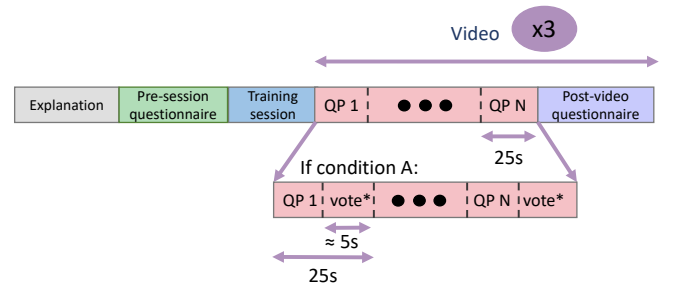 Video x3
Explanation
Pre-session
questionnaire
Training
session
QP 1
QP N
Post-video
questionnaire
25s
If condition A:
QP 1 vote* QP N vote*
≈ 5s
25s